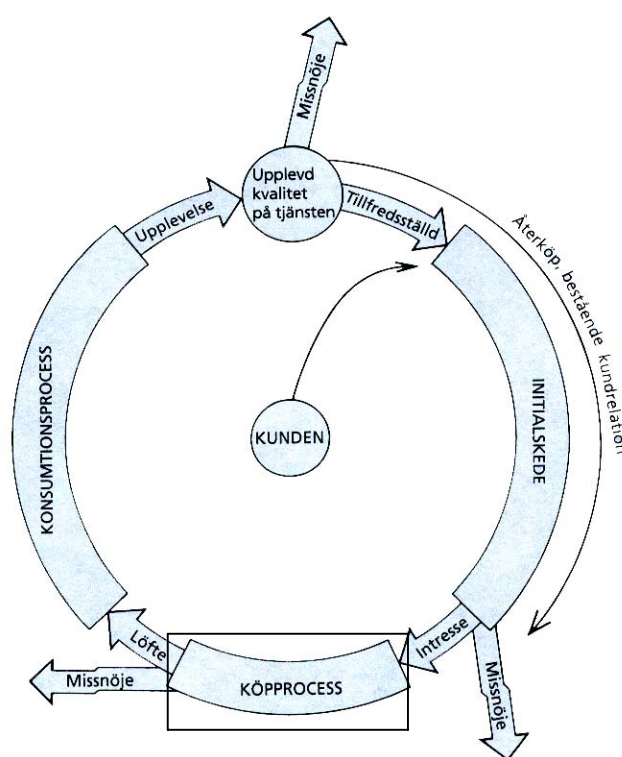 Missnöje
Upplevd
kvalitet
på tjänsten
Upplevelse
Tillfredsställd
Återköp, bestående kundrelation
KONSUMTIONSPROCESS
KUNDEN
INITIALSKEDE
Löfte
Intresse
Missnöje
KÖPPROCESS
Missnöje